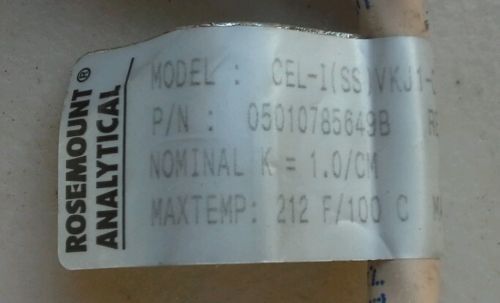 ROSEMOUNT®
ANALYTICAL
MODEL : CEL-I(SS)VKJ1-
P/N : 05010785649B
NOMINAL K = 1.0/CM
MAXTEMP: 212 F/100 C